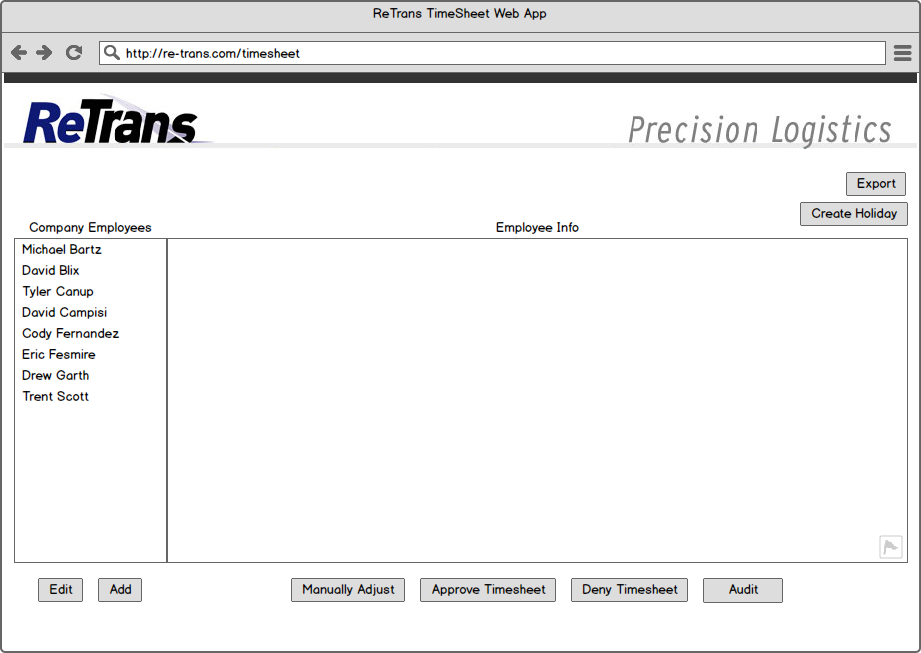 ReTrans TimeSheet Web App
http://re-trans.com/timesheet
ReTrans
Precision Logistics
Export
Create Holiday
Company Employees
Employee Info
Michael Bartz
David Blix
Tyler Canup
David Campisi
Cody Fernandez
Eric Fesmire
Drew Garth
Trent Scott
Edit
Add
Manually Adjust
Approve Timesheet
Deny Timesheet
Audit